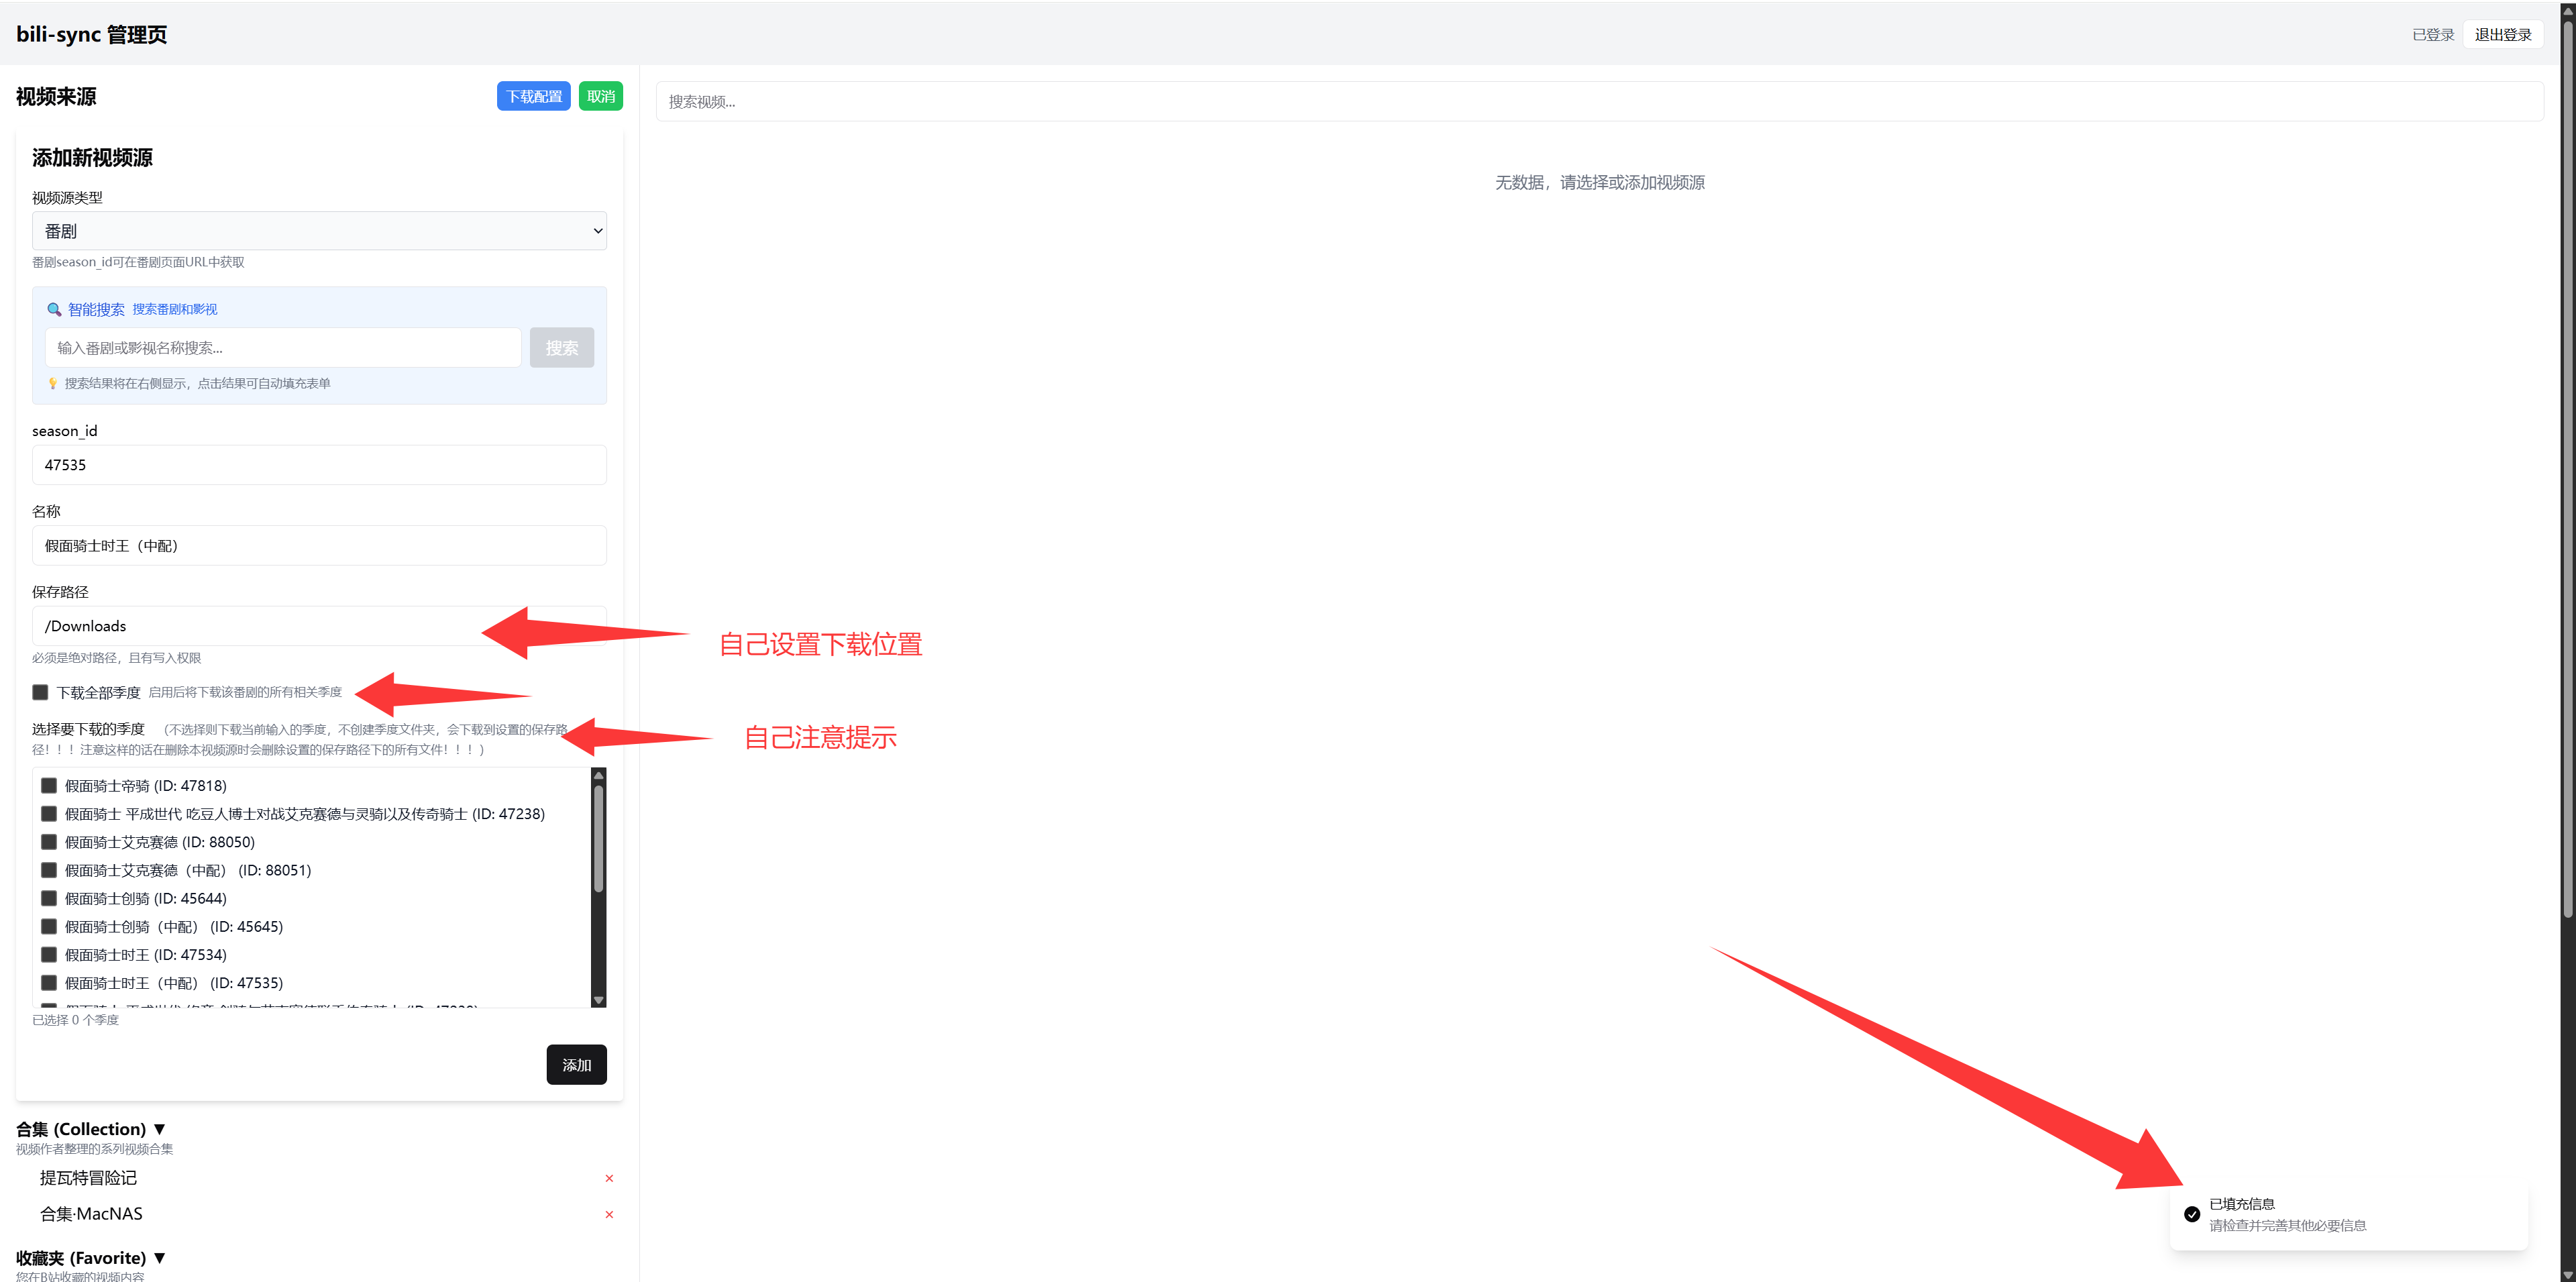 bili-sync 管理页
已登录 退出登录
视频来源
下载配置 取消
搜索视频...
无数据，请选择或添加视频源
添加新视频源
视频源类型
番剧
番剧season_id可在番剧页面URL中获取
智能搜索 搜索番剧和影视
输入番剧或影视名称搜索...
搜索
搜索结果将在右侧显示，点击结果可自动填充表单
season_id
47535
名称
假面骑士时王（中配）
保存路径
/Downloads
自己设置下载位置
必须是绝对路径，且有写入权限
下载全部季度 启用后将下载该番剧的所有相关季度
选择要下载的季度 （不选择则下载当前输入的季度，不创建季度文件夹，会下载到设置的保存路
径！！！注意这样的话在删除本视频源时会删除设置的保存路径下的所有文件！！！）
自己注意提示
假面骑士帝骑 (ID: 47818)
假面骑士 平成世代 吃豆人博士对战艾克赛德与灵骑以及传奇骑士 (ID: 47238)
假面骑士艾克赛德 (ID: 88050)
假面骑士艾克赛德（中配） (ID: 88051)
假面骑士创骑 (ID: 45644)
假面骑士创骑（中配） (ID: 45645)
假面骑士时王 (ID: 47534)
假面骑士时王（中配） (ID: 47535)
已选择 0 个季度
添加
合集 (Collection) ▼
视频作者整理的系列视频合集
提瓦特冒险记 ×
合集·MacNAS ×
收藏夹 (Favorite) ▼
您在B站收藏的视频内容
已填充信息
请检查并完善其他必要信息